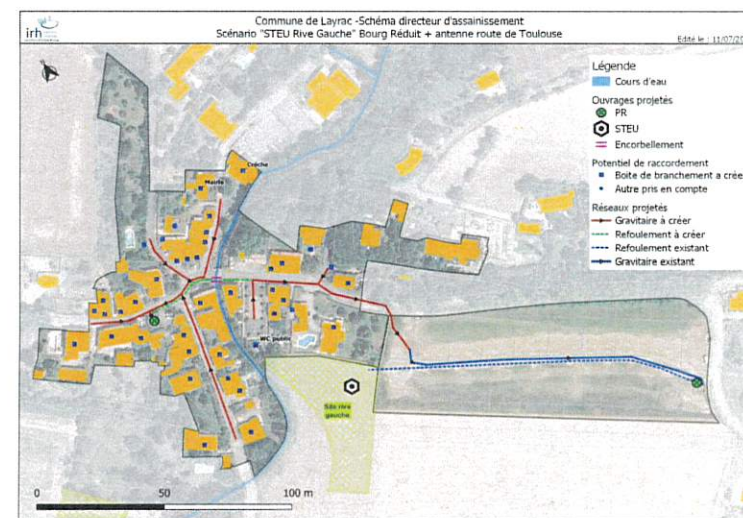 irh
Commune de Layrac -Schéma directeur d'assainissement
Scénario "STEU Rive Gauche" Bourg Réduit + antenne route de Toulouse
Edité le : 11/07/20
Légende
Cours d'eau
Ouvrages projetés
PR
STEU
Encorbellement
Potentiel de raccordement
Boite de branchement a crée
Autre pris en compte
Réseaux projetés
Gravitaire à créer
Refoulement à créer
Refoulement existant
Gravitaire existant
Crèche
Mairie
WC public
Site rive
gauche
0 50 100 m